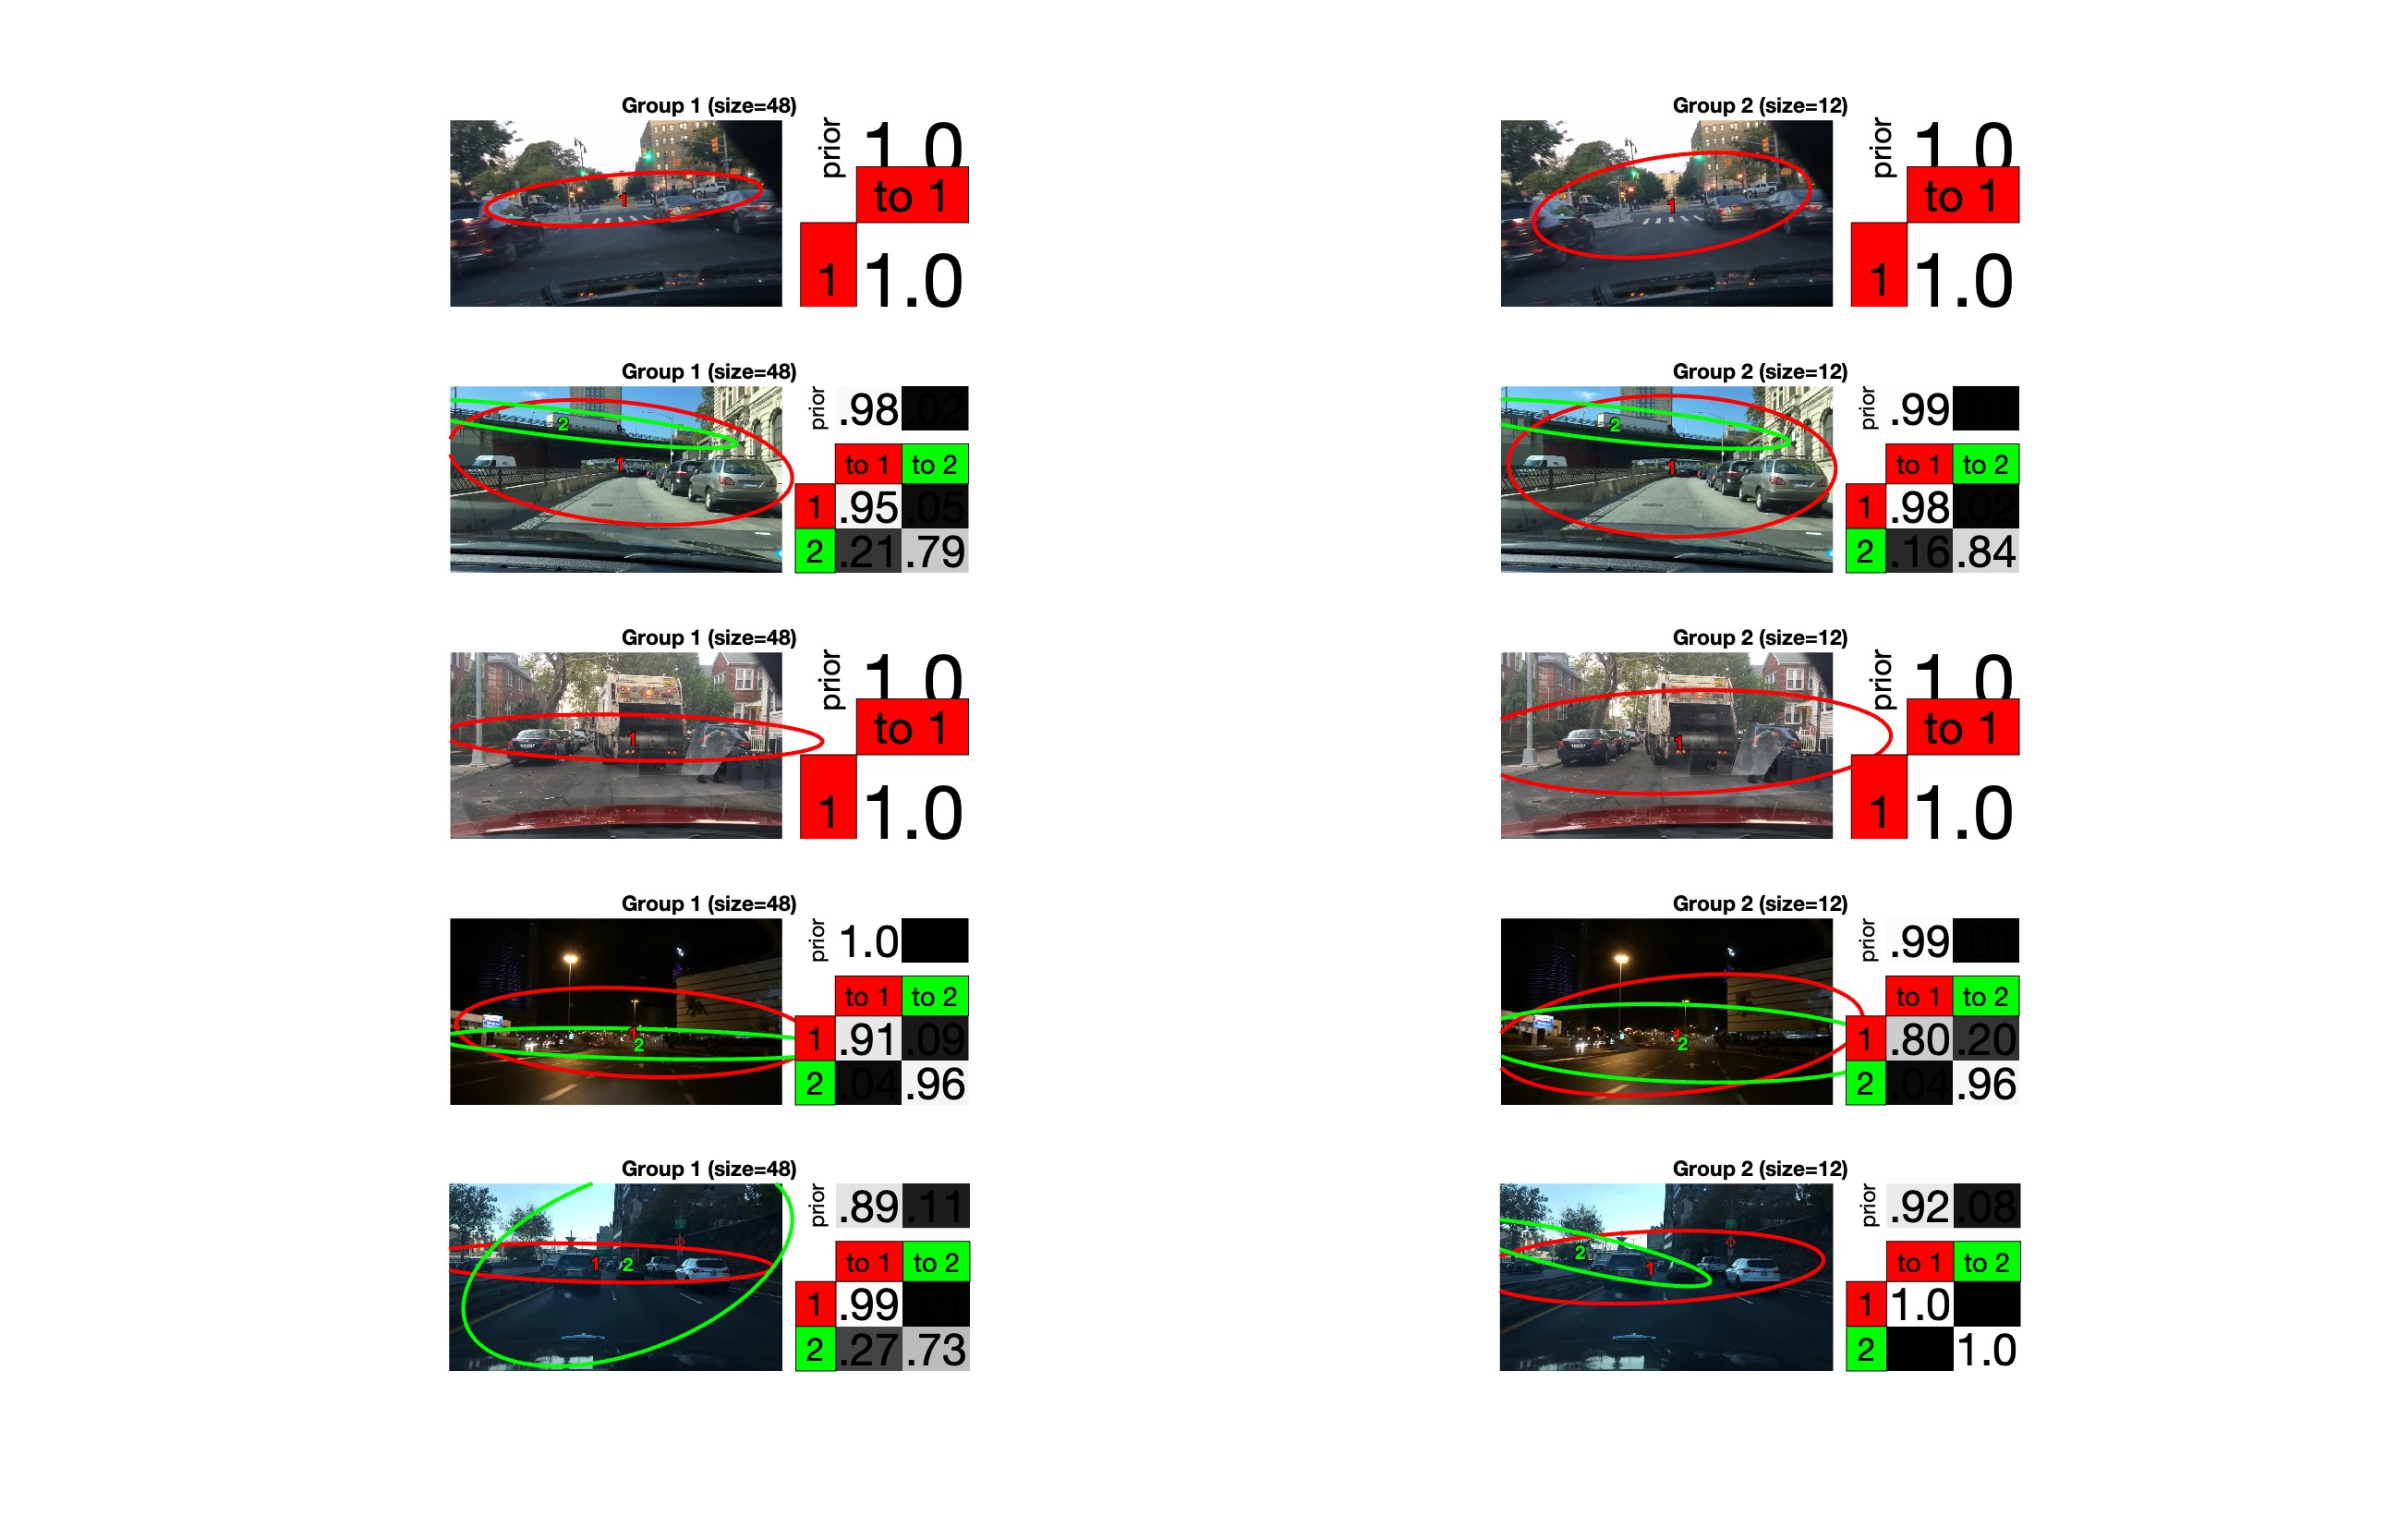 Group 1 (size=48)
prior 1.0
to 1
1
1 1.0
Group 2 (size=12)
prior 1.0
to 1
1
1 1.0
Group 1 (size=48)
prior .98 .02
2
to 1 to 2
1
1 .95 .05
2 .21 .79
Group 2 (size=12)
prior .99
2
to 1 to 2
1
1 .98 .02
2 .16 .84
Group 1 (size=48)
prior 1.0
to 1
1
1 1.0
Group 2 (size=12)
prior 1.0
to 1
1
1 1.0
Group 1 (size=48)
prior 1.0
to 1 to 2
1
2
1 .91 .09
2 .04 .96
Group 2 (size=12)
prior .99 .01
to 1 to 2
1
2
1 .80 .20
2 .04 .96
Group 1 (size=48)
prior .89 .11
1 2
to 1 to 2
1 .99
2 .27 .73
Group 2 (size=12)
prior .92 .08
2
1
to 1 to 2
1 1.0
2 1.0